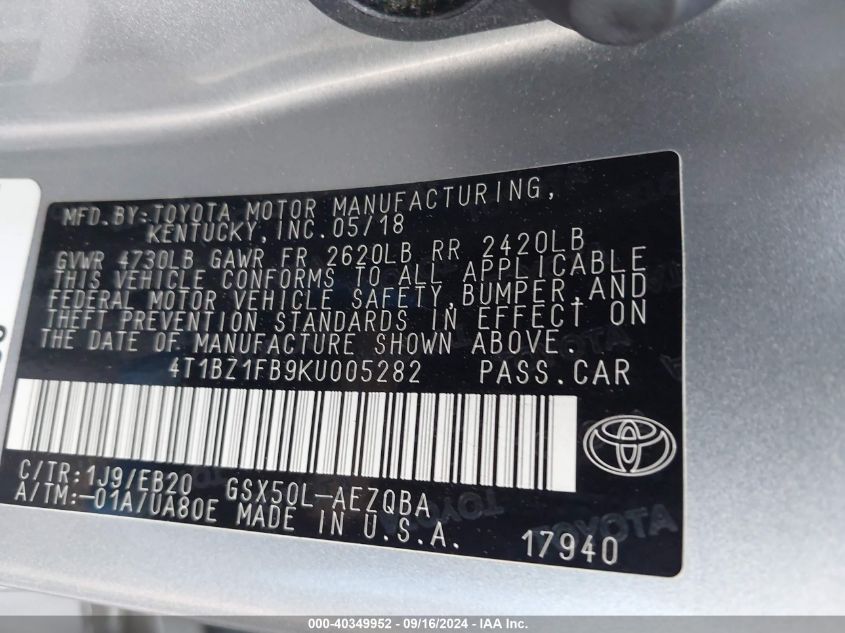 MFD.BY:TOYOTA MOTOR MANUFACTURING,
KENTUCKY, INC. 05/18
GVWR 4730LB GAWR FR 2620LB RR 2420LB
THIS VEHICLE CONFORMS TO ALL APPLICABLE
FEDERAL MOTOR VEHICLE SAFETY, BUMPER, AND
THEFT PREVENTION STANDARDS IN EFFECT ON
THE DATE OF MANUFACTURE SHOWN ABOVE.
4T1BZ1FB9KU005282 PASS.CAR
C/TR:1J9/EB20 GSX50L-AEZQBA
A/TM:-01A/UA80E MADE IN U.S.A.
17940
TOYOTA
TOYOTA
TOYOTA
000-40349952 - 09/16/2024 - IAA Inc.